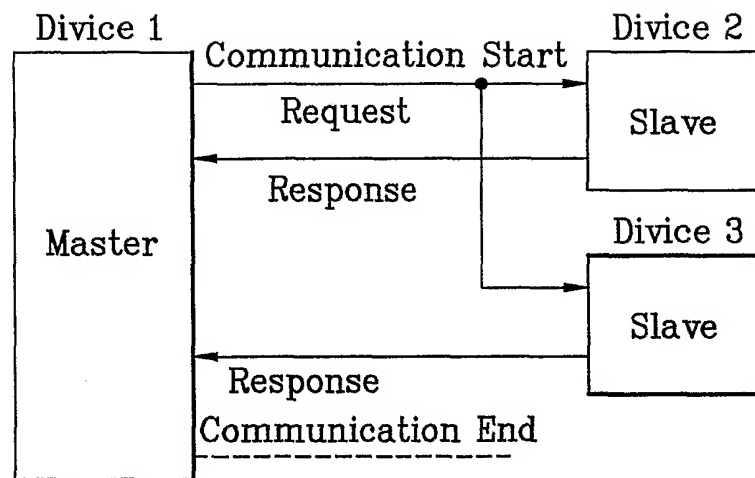 Divice 1
Divice 2
Communication Start
Request
Slave
Response
Master
Divice 3
Slave
Response
Communication End